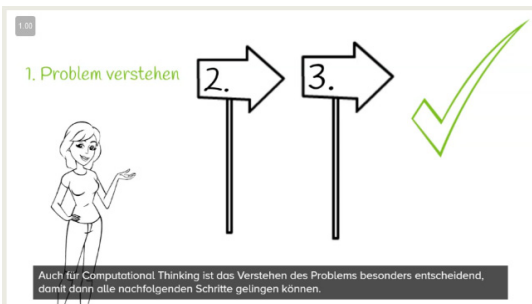 1:00
1. Problem verstehen
2.
3.
Auch für Computational Thinking ist das Verstehen des Problems besonders entscheidend,
damit dann alle nachfolgenden Schritte gelingen können.